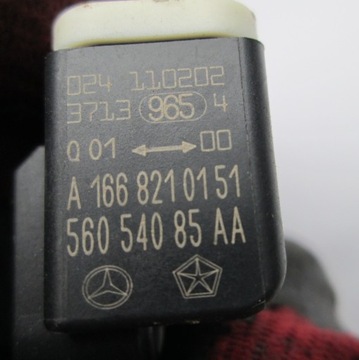 024 110202
3713 965 4
Q 01 ↔ 00
A 166 821 01 51
560 540 85 AA